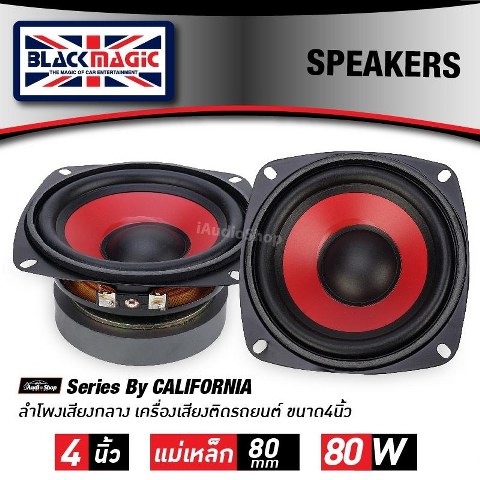 BLACKMAGIC
THE MAGIC OF CAR ENTERTAINMENT
SPEAKERS
iAudioshop
iAudioShop Series By CALIFORNIA
ลำโพงเสียงกลาง เครื่องเสียงติดรถยนต์ ขนาด4นิ้ว
4 นิ้ว แม่เหล็ก 80 mm 80 W